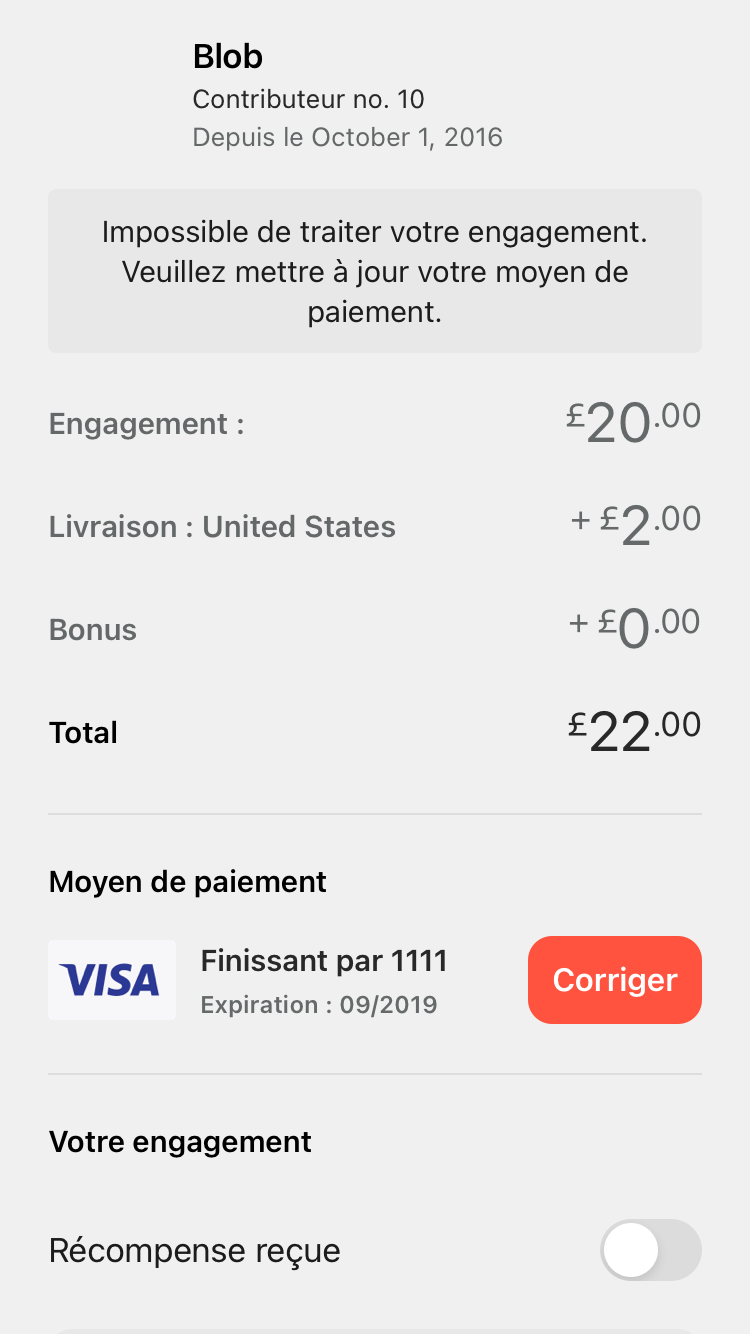 Blob
Contributeur no. 10
Depuis le October 1, 2016
Impossible de traiter votre engagement.
Veuillez mettre à jour votre moyen de
paiement.
Engagement : £20.00
Livraison : United States + £2.00
Bonus + £0.00
Total £22.00
Moyen de paiement
VISA
Finissant par 1111
Expiration : 09/2019
Corriger
Votre engagement
Récompense reçue